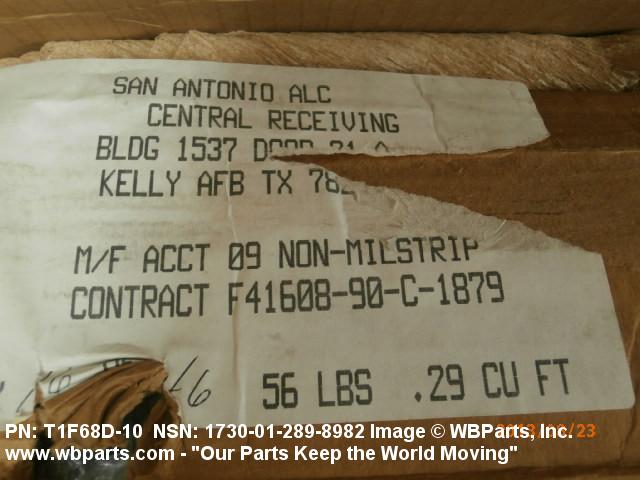 SAN ANTONIO ALC
CENTRAL RECEIVING
BLDG 1537
KELLY AFB TX
M/F ACCT 09 NON-MILSTRIP
CONTRACT F41608-90-C-1879
56 LBS .29 CU FT
PN: T1F68D-10 NSN: 1730-01-289-8982 Image © WBParts, Inc.
www.wbparts.com - "Our Parts Keep the World Moving"